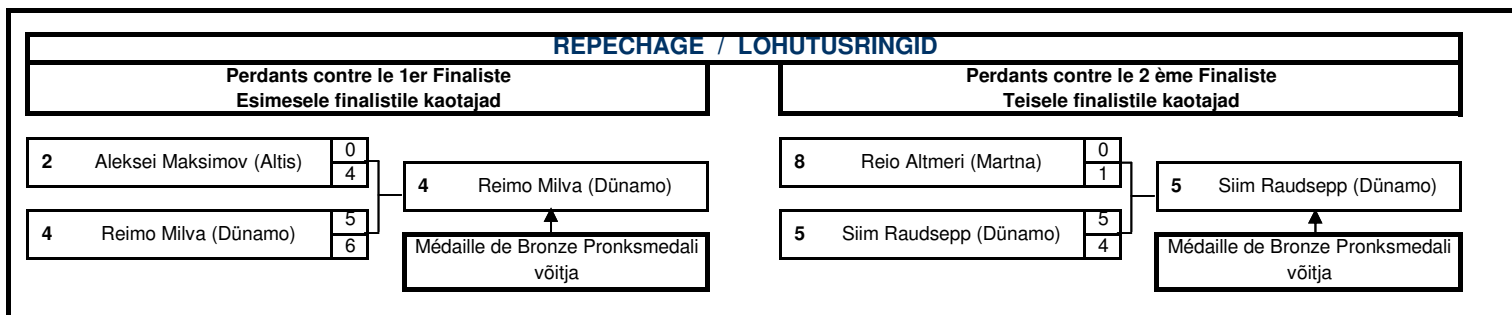 REPECHAGE / LOHUTUSRINGID
Perdants contre le 1er Finaliste
Esimesele finalistile kaotajad
Perdants contre le 2 ème Finaliste
Teisele finalistile kaotajad
2 Aleksei Maksimov (Altis) 0
4
4 Reimo Milva (Dünamo)
4 Reimo Milva (Dünamo) 5
6
Médaille de Bronze Pronksmedali
võitja
8 Reio Altmeri (Martna) 0
1
5 Siim Raudsepp (Dünamo)
5 Siim Raudsepp (Dünamo) 5
4
Médaille de Bronze Pronksmedali
võitja